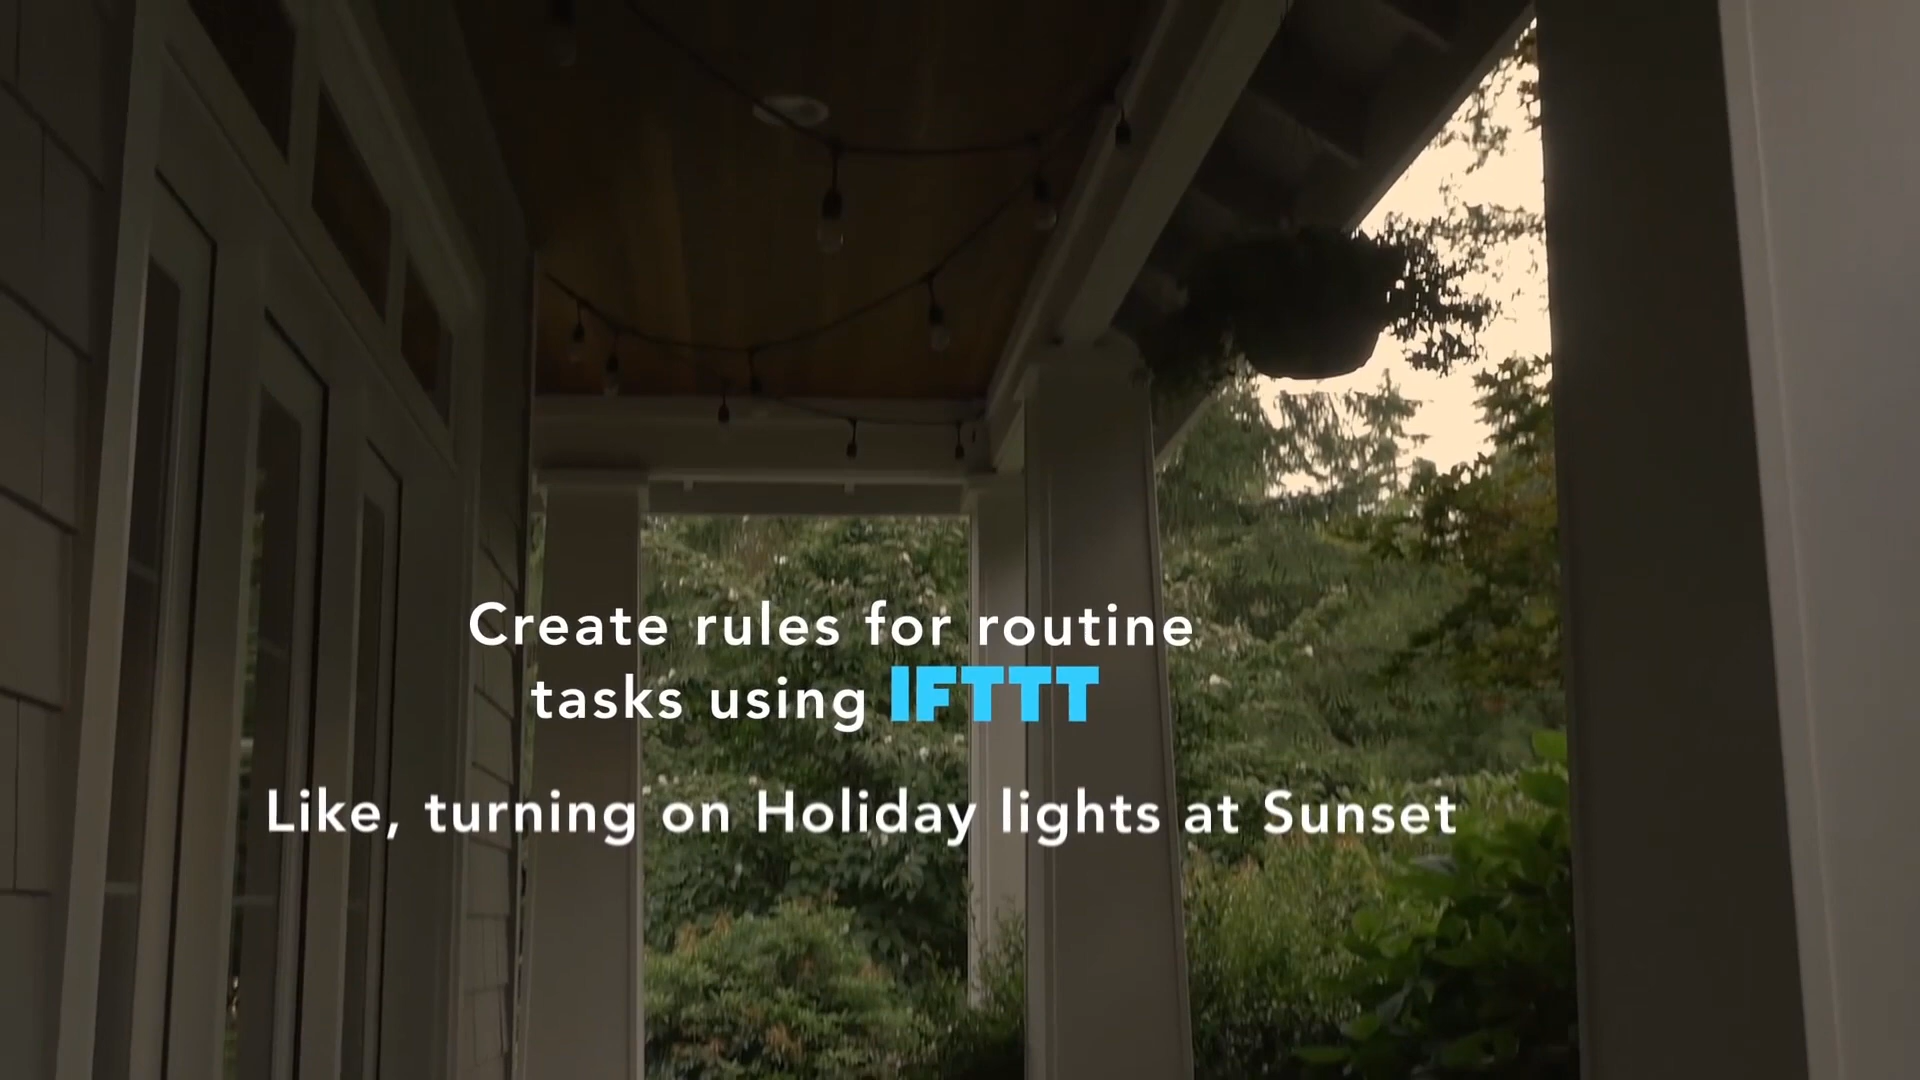 Create rules for routine
tasks using IFTTT
Like, turning on Holiday lights at Sunset